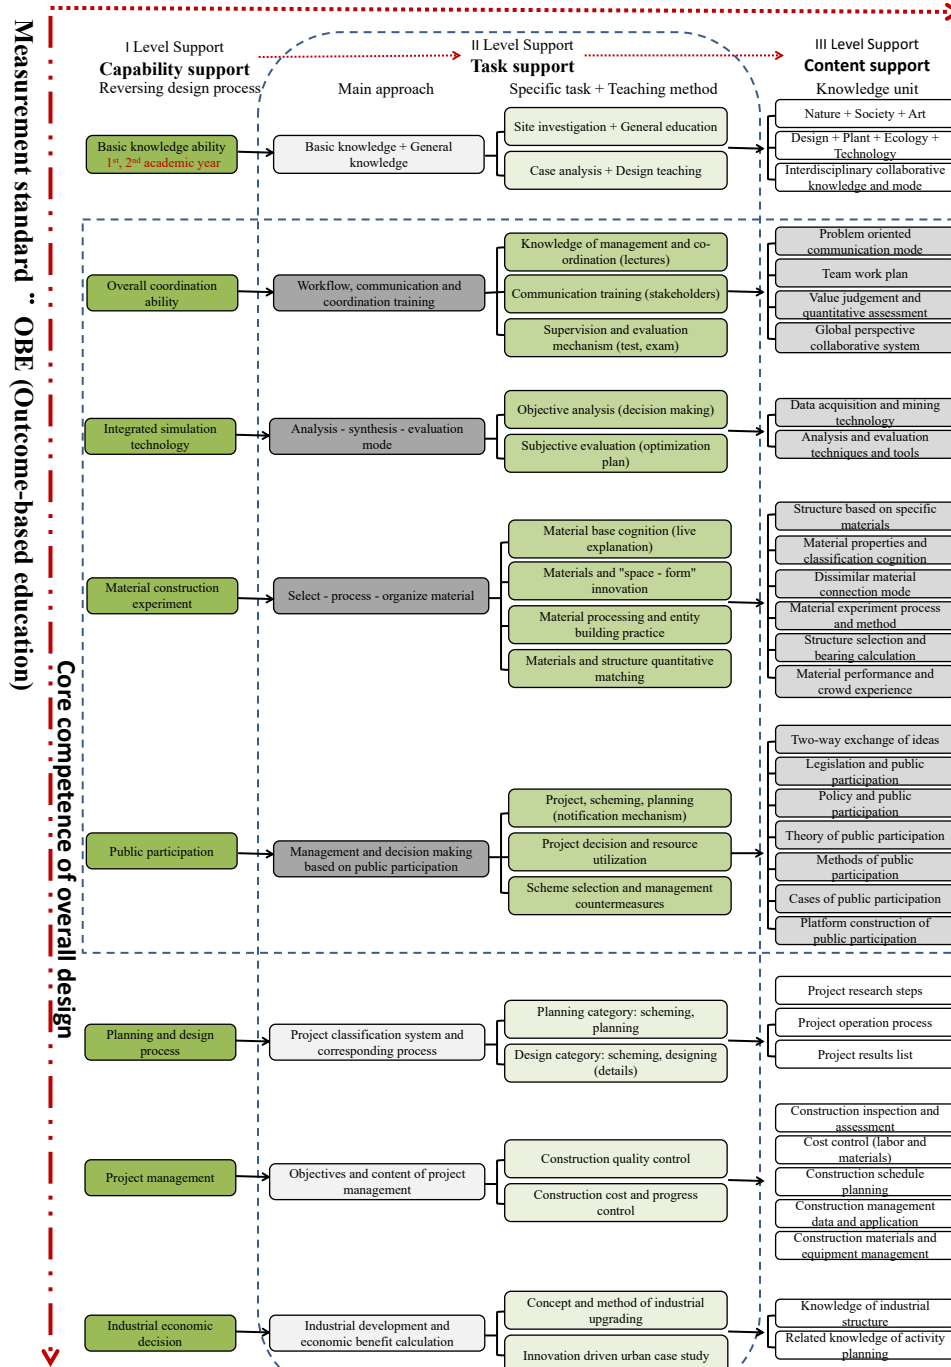 Measurement standard ¨ OBE (Outcome-based education)
Core competence of overall design
I Level Support
Capability support
Reversing design process
II Level Support
Task support
Main approach
Specific task + Teaching method
III Level Support
Content support
Knowledge unit
Basic knowledge ability
1st, 2nd academic year
Basic knowledge + General
knowledge
Site investigation + General education
Case analysis + Design teaching
Nature + Society + Art
Design + Plant + Ecology +
Technology
Interdisciplinary collaborative
knowledge and mode
Overall coordination
ability
Workflow, communication and
coordination training
Knowledge of management and co-
ordination (lectures)
Communication training (stakeholders)
Supervision and evaluation
mechanism (test, exam)
Problem oriented
communication mode
Team work plan
Value judgement and
quantitative assessment
Global perspective
collaborative system
Integrated simulation
technology
Analysis - synthesis - evaluation
mode
Objective analysis (decision making)
Subjective evaluation (optimization
plan)
Data acquisition and mining
technology
Analysis and evaluation
techniques and tools
Material construction
experiment
Select - process - organize material
Material base cognition (live
explanation)
Materials and "space - form"
innovation
Material processing and entity
building practice
Materials and structure quantitative
matching
Structure based on specific
materials
Material properties and
classification cognition
Dissimilar material
connection mode
Material experiment process
and method
Structure selection and
bearing calculation
Material performance and
crowd experience
Public participation
Management and decision making
based on public participation
Project, scheming, planning
(notification mechanism)
Project decision and resource
utilization
Scheme selection and management
countermeasures
Two-way exchange of ideas
Legislation and public
participation
Policy and public
participation
Theory of public participation
Methods of public
participation
Cases of public participation
Platform construction of
public participation
Planning and design
process
Project classification system and
corresponding process
Planning category: scheming,
planning
Design category: scheming, designing
(details)
Project research steps
Project operation process
Project results list
Project management
Objectives and content of project
management
Construction quality control
Construction cost and progress
control
Construction inspection and
assessment
Cost control (labor and
materials)
Construction schedule
planning
Construction management
data and application
Construction materials and
equipment management
Industrial economic
decision
Industrial development and
economic benefit calculation
Concept and method of industrial
upgrading
Innovation driven urban case study
Knowledge of industrial
structure
Related knowledge of activity
planning